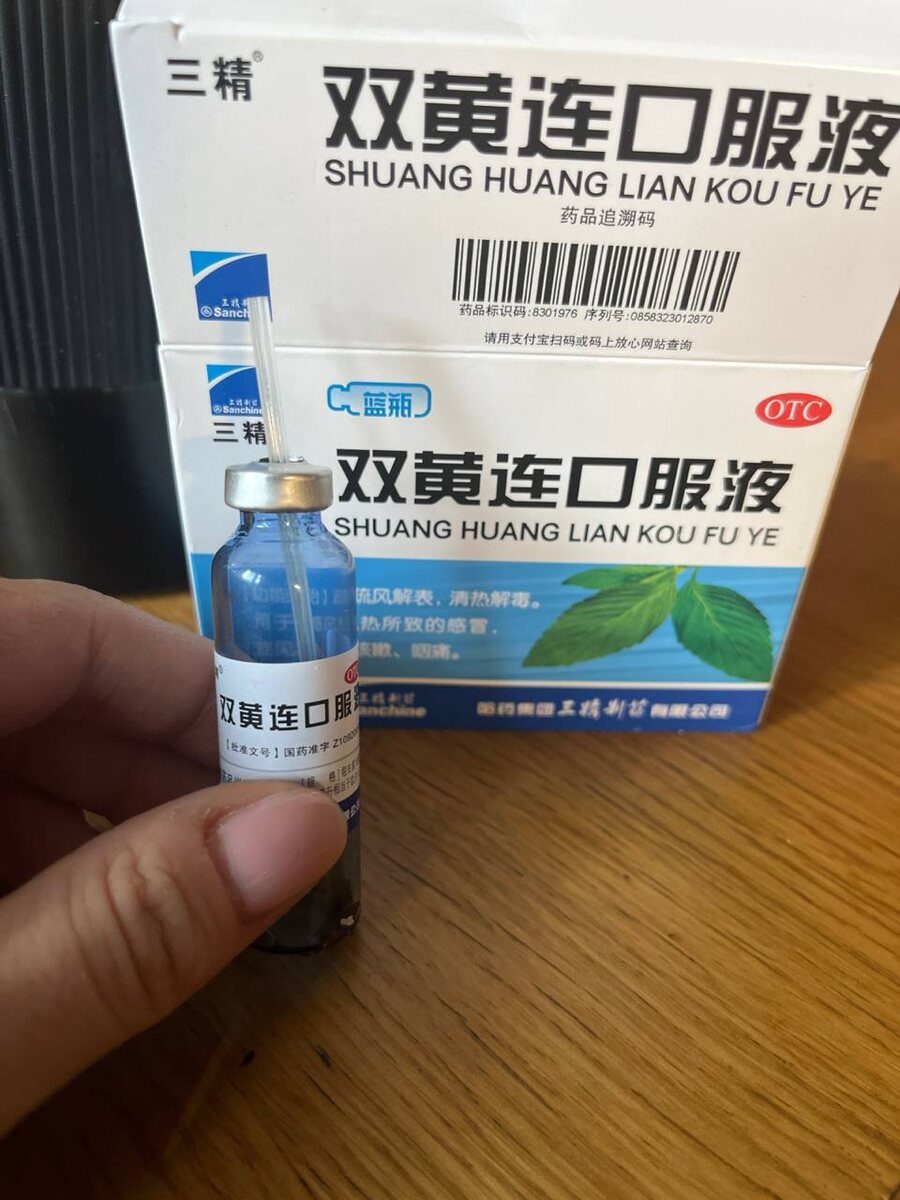 三精®
双黄连口服液
SHUANG HUANG LIAN KOU FU YE
药品追溯码
药品标识码:8301976 序列号:0858323012870
请用支付宝扫码或码上放心网站查询
Sanchine
三精
蓝瓶
OTC
双黄连口服液
SHUANG HUANG LIAN KOU FU YE
疏风解表、清热解毒。
用于 热所致的感冒,
咳嗽、咽痛。
哈药集团三精制药有限公司
双黄连口服
【批准文号】国药准字 Z1092